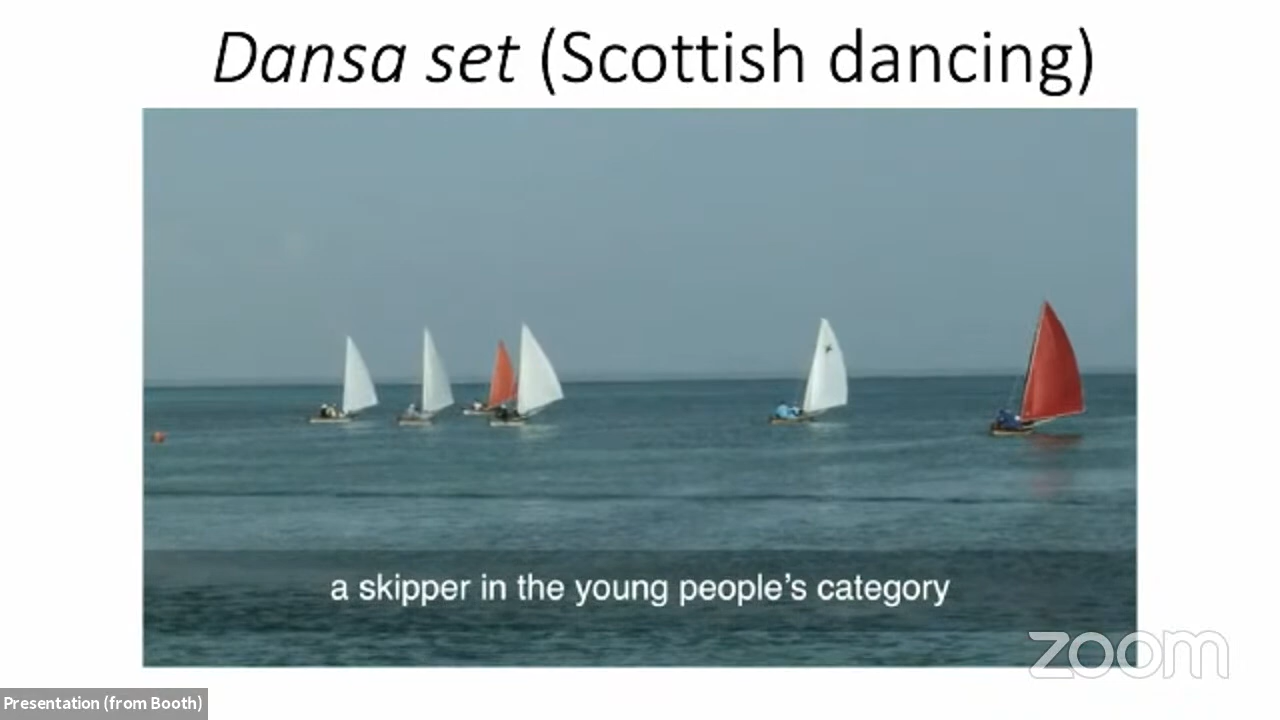 Dansa set (Scottish dancing)
a skipper in the young people’s category
zoom
Presentation (from Booth)